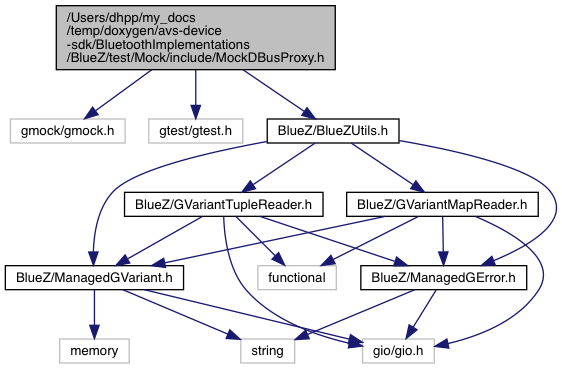 /Users/dhpp/my_docs
/temp/doxygen/avs-device
-sdk/BluetoothImplementations
/BlueZ/test/Mock/include/MockDBusProxy.h
gmock/gmock.h
gtest/gtest.h
BlueZ/BlueZUtils.h
BlueZ/GVariantTupleReader.h
BlueZ/GVariantMapReader.h
BlueZ/ManagedGVariant.h
functional
BlueZ/ManagedGError.h
memory
string
gio/gio.h